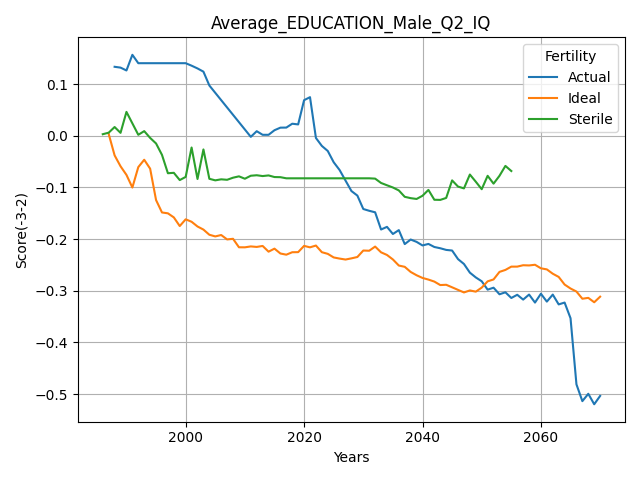 Average_EDUCATION_Male_Q2_IQ
Fertility
Actual
Ideal
Sterile
Score(-3-2)
0.1
0.0
−0.1
−0.2
−0.3
−0.4
−0.5
2000
2020
2040
2060
Years